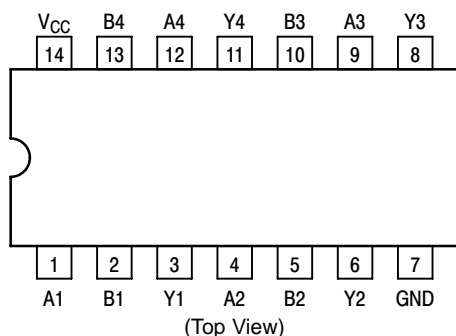 V_CC B4 A4 Y4 B3 A3 Y3
14 13 12 11 10 9 8
1 2 3 4 5 6 7
A1 B1 Y1 A2 B2 Y2 GND
(Top View)